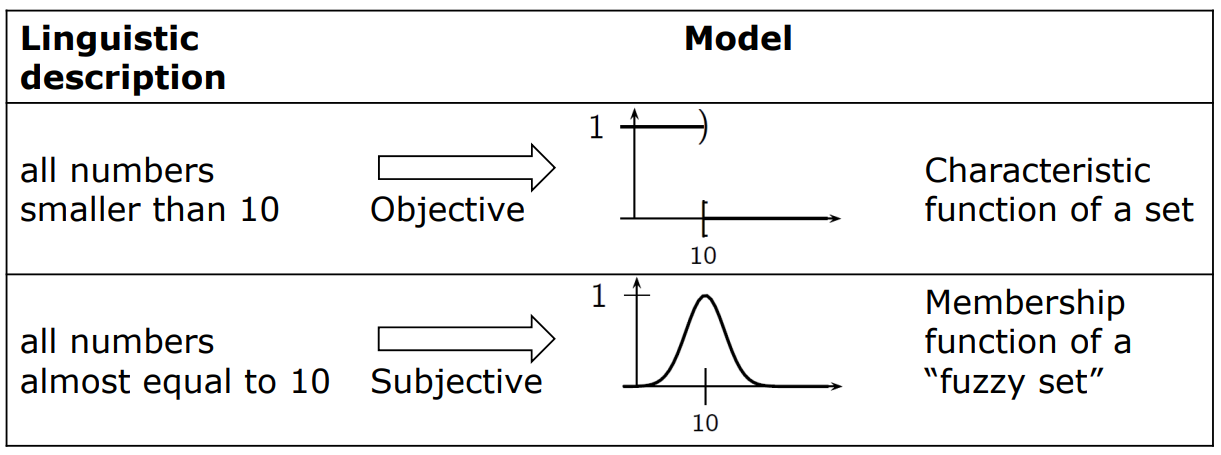 Linguistic description
Model
all numbers smaller than 10
Objective
1
10
Characteristic function of a set
all numbers almost equal to 10
Subjective
1
10
Membership function of a “fuzzy set”